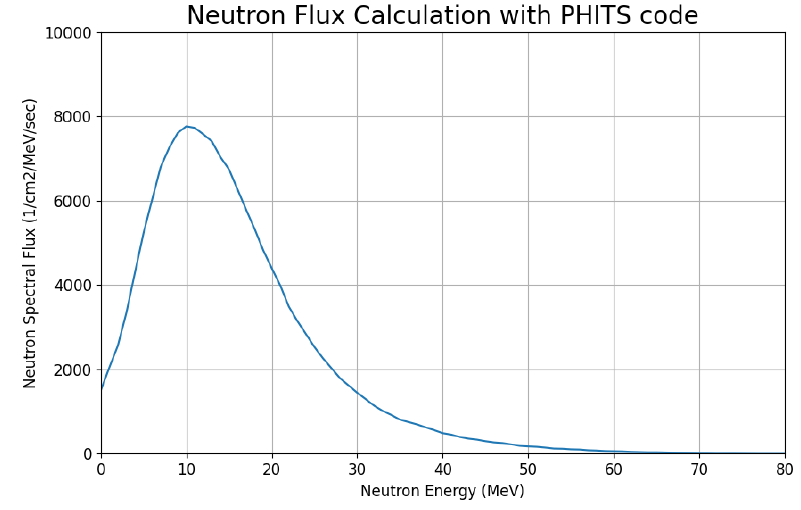 Neutron Flux Calculation with PHITS code
10000
8000
6000
4000
2000
0
Neutron Spectral Flux (1/cm2/MeV/sec)
0 10 20 30 40 50 60 70 80
Neutron Energy (MeV)